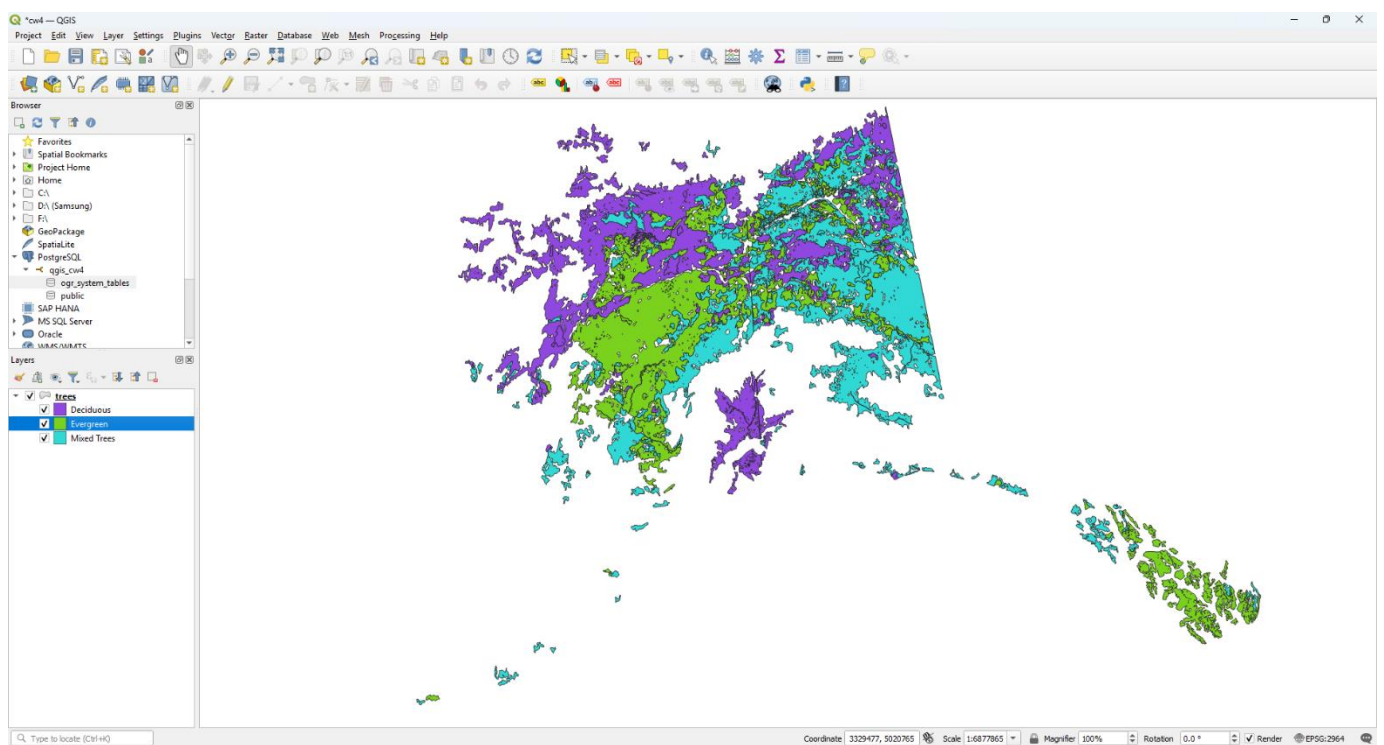 *cw4 — QGIS
Project Edit View Layer Settings Plugins Vector Raster Database Web Mesh Processing Help
Browser
Favorites
Spatial Bookmarks
Project Home
Home
C:\
D:\ (Samsung)
F:\
GeoPackage
SpatiaLite
PostgreSQL
qgis_cw4
ogr_system_tables
public
SAP HANA
MS SQL Server
Oracle
WMS/WMTS
Layers
trees
Deciduous
Evergreen
Mixed Trees
Type to locate (Ctrl+K) Coordinate 3329477, 5020765 Scale 1:6877865 Magnifier 100% Rotation 0.0 ° Render EPSG:2964